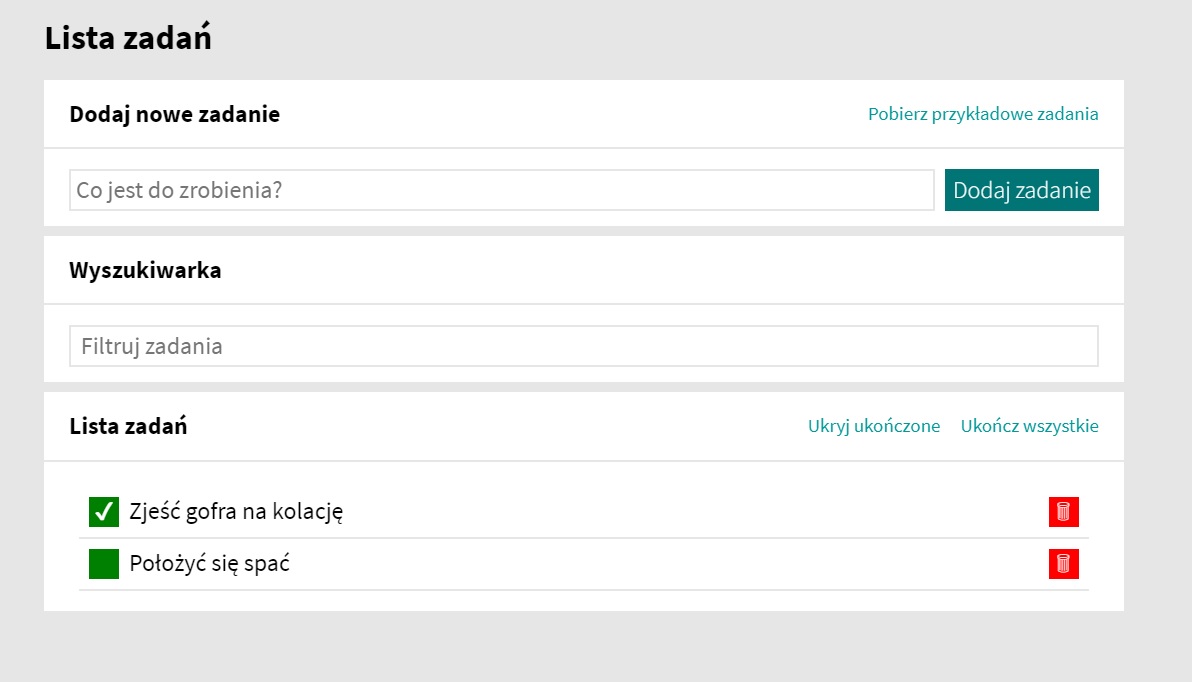 Lista zadań
Dodaj nowe zadanie
Pobierz przykładowe zadania
Co jest do zrobienia?
Dodaj zadanie
Wyszukiwarka
Filtruj zadania
Lista zadań
Ukryj ukończone
Ukończ wszystkie
Zjeść gofra na kolację
Położyć się spać